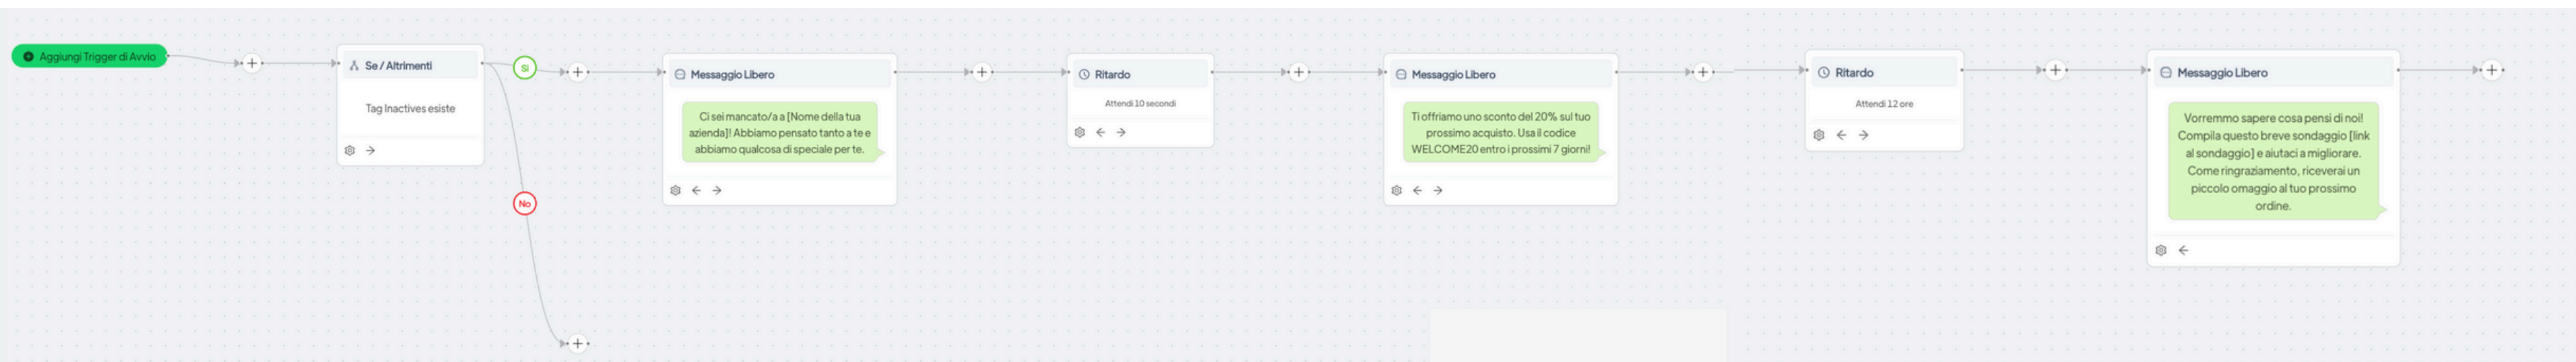 Aggiungi Trigger di Avvio
Se / Altrimenti
Tag Inactives esiste
Sì
No
Messaggio Libero
Ci sei mancato/a a [Nome della tua
azienda]! Abbiamo pensato tanto a te e
abbiamo qualcosa di speciale per te.
Ritardo
Attendi 10 secondi
Messaggio Libero
Ti offriamo uno sconto del 20% sul tuo
prossimo acquisto. Usa il codice
WELCOME20 entro i prossimi 7 giorni!
Ritardo
Attendi 12 ore
Messaggio Libero
Vorremmo sapere cosa pensi di noi!
Compila questo breve sondaggio [link
al sondaggio] e aiutaci a migliorare.
Come ringraziamento, riceverai un
piccolo omaggio al tuo prossimo
ordine.